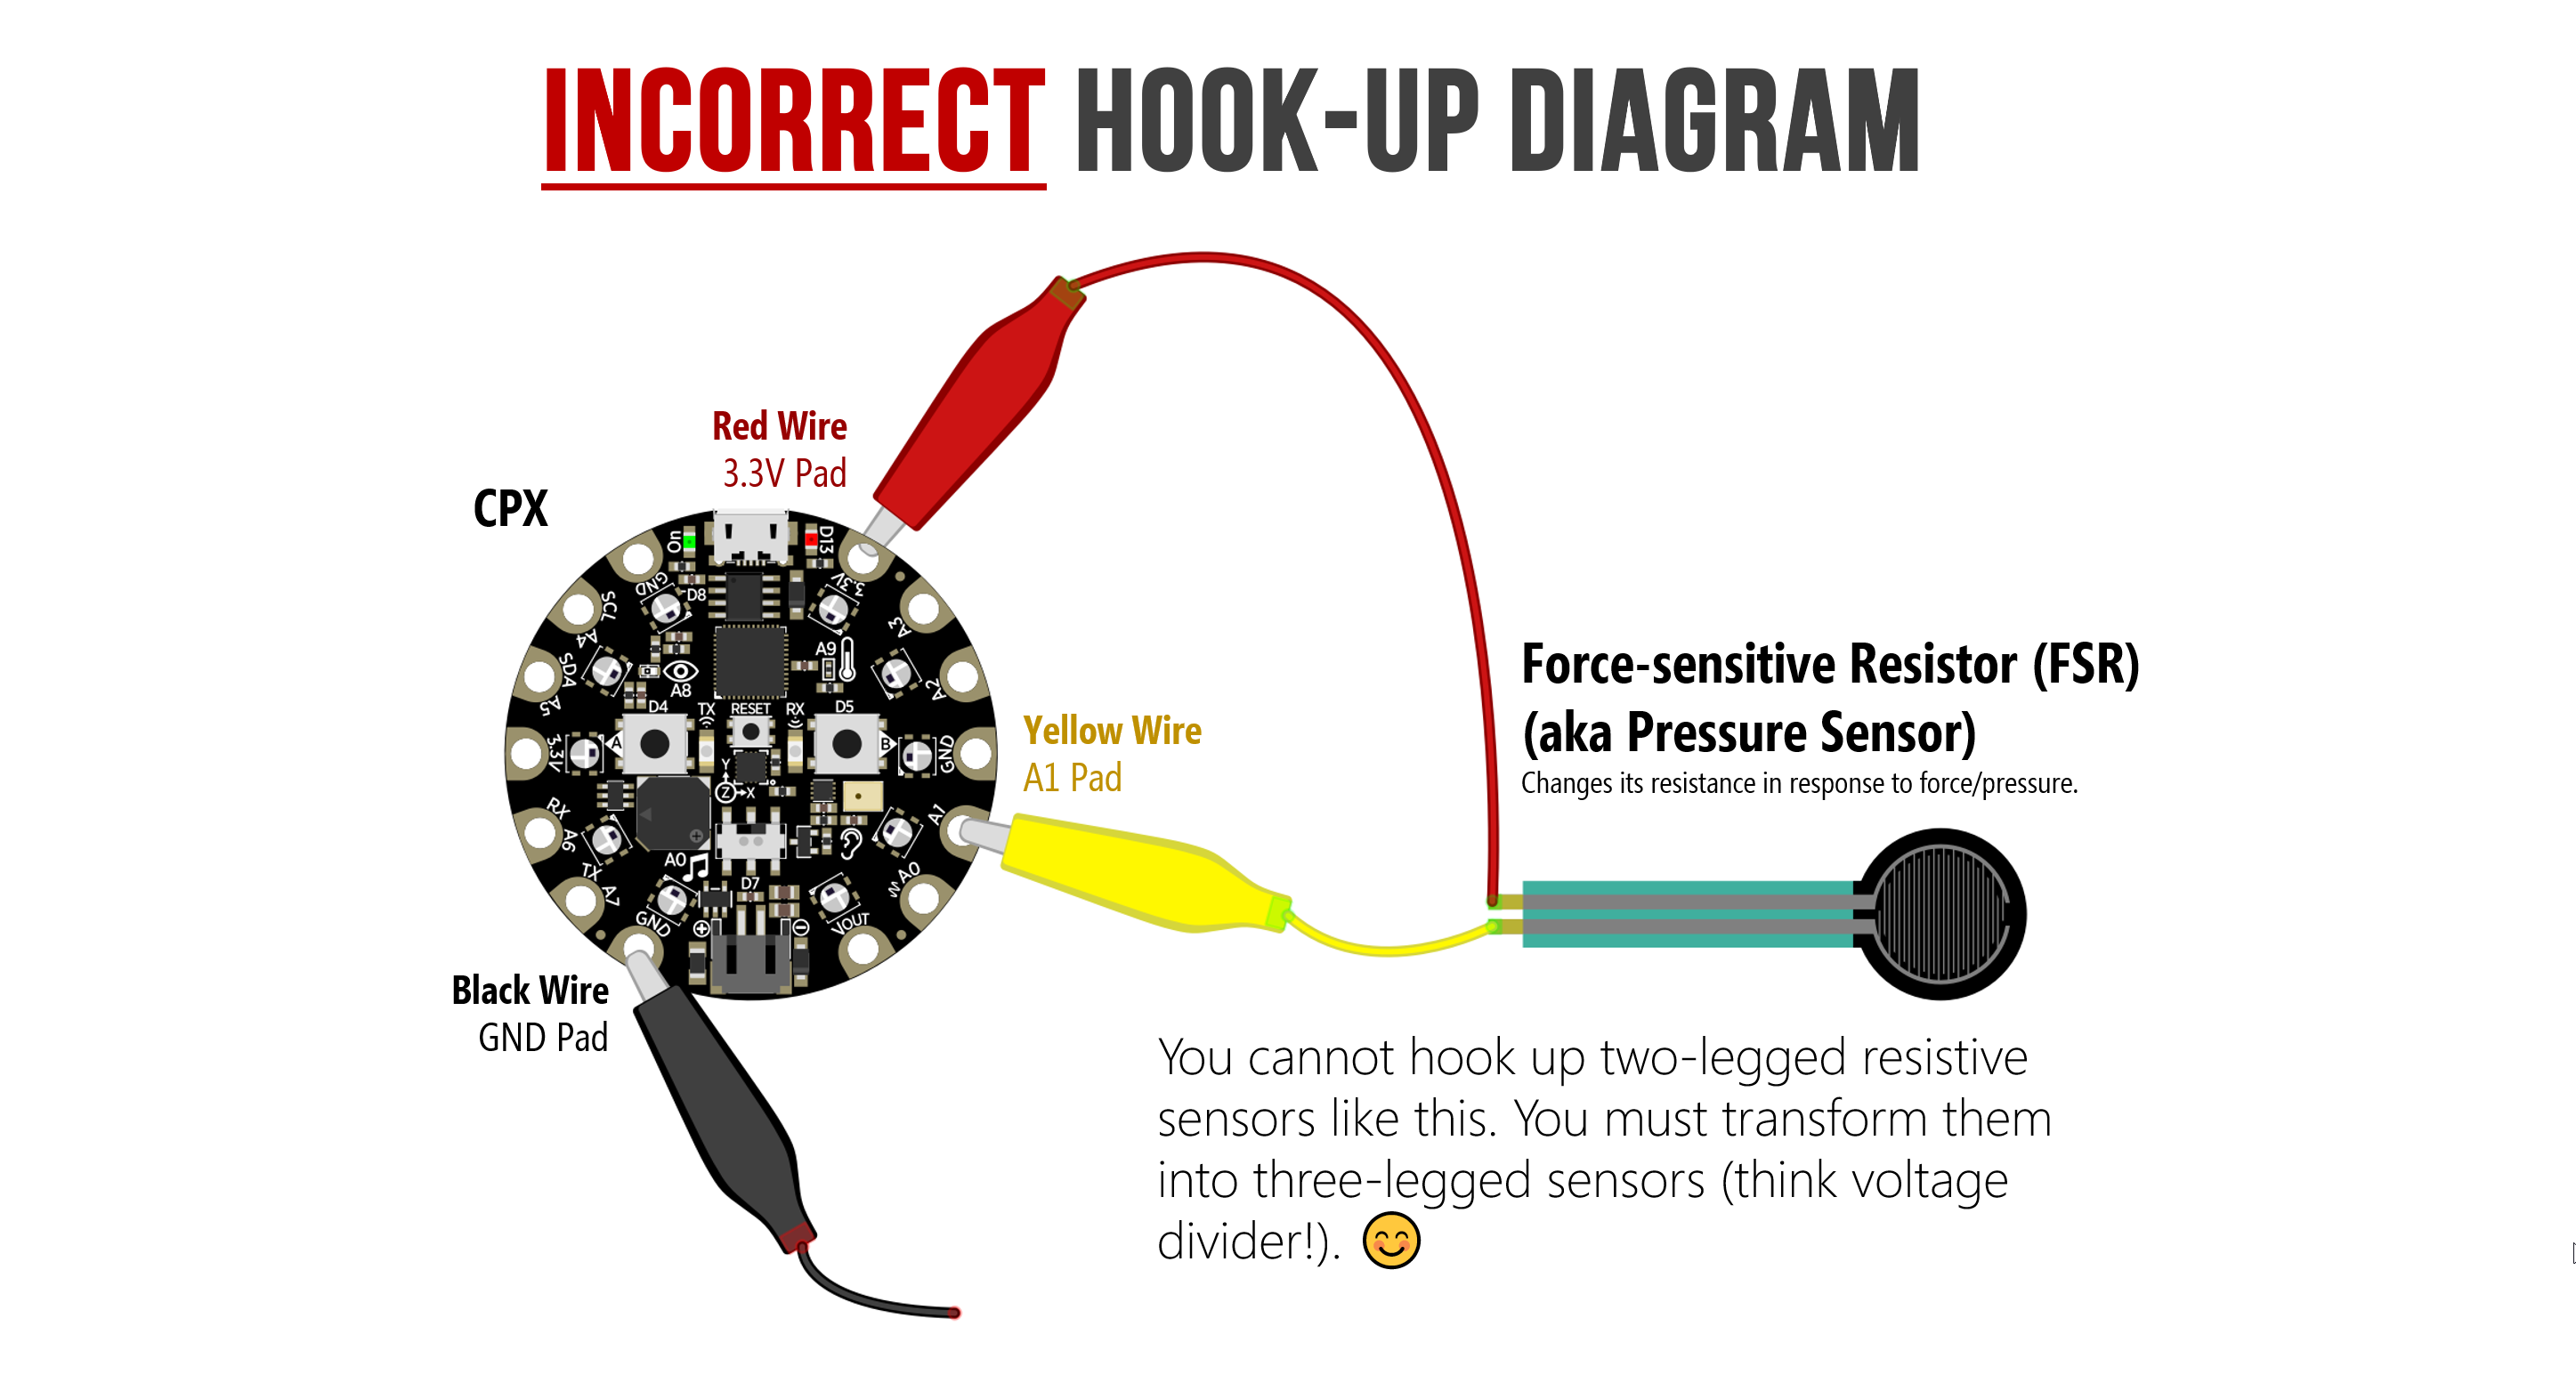 INCORRECT HOOK-UP DIAGRAM
Red Wire
3.3V Pad
CPX
On
D13
GND
D8
3.3V
SCL
A4
A3
A9
SDA
A5
A8
A2
D4
TX
RESET
RX
D5
3.3V
A
B
GND
Y
Z
X
RX
A6
A1
A0
TX
A7
D7
A0
GND
VOUT
Yellow Wire
A1 Pad
Force-sensitive Resistor (FSR)
(aka Pressure Sensor)
Changes its resistance in response to force/pressure.
Black Wire
GND Pad
You cannot hook up two-legged resistive
sensors like this. You must transform them
into three-legged sensors (think voltage
divider!). 😊